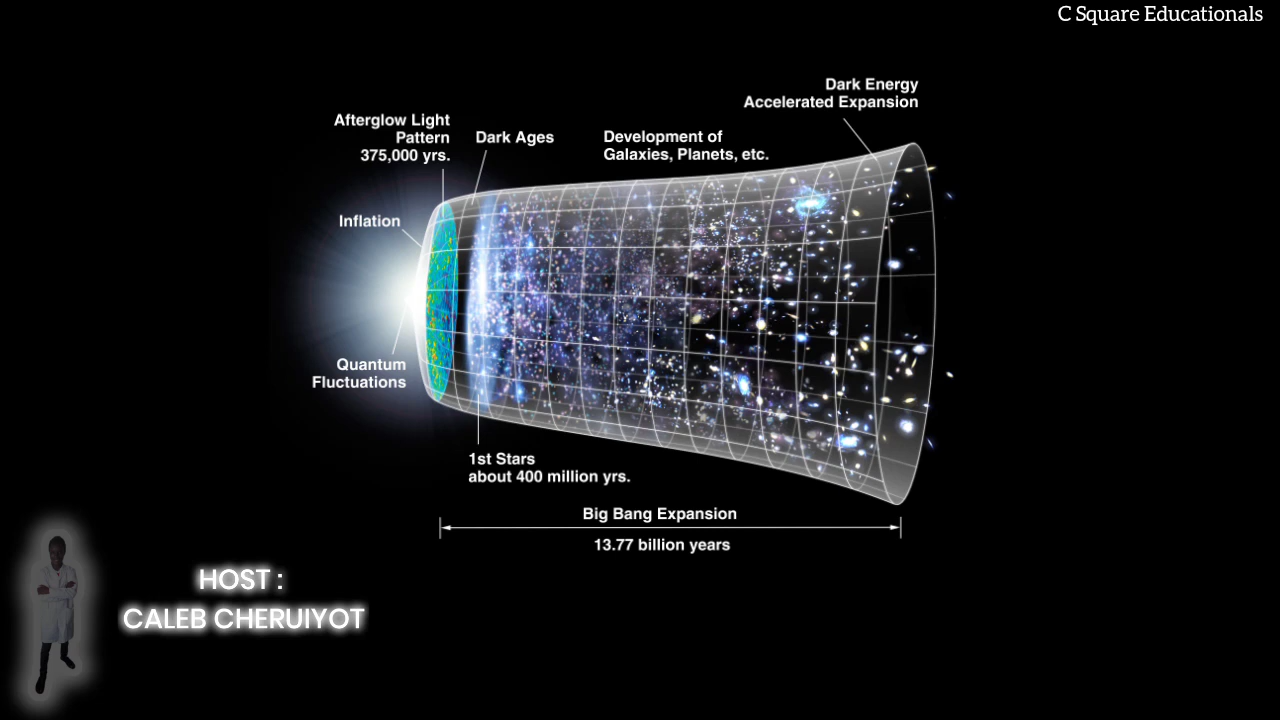 C Square Educationals
Dark Energy
Accelerated Expansion
Afterglow Light
Pattern
375,000 yrs.
Dark Ages
Development of
Galaxies, Planets, etc.
Inflation
Quantum
Fluctuations
1st Stars
about 400 million yrs.
Big Bang Expansion
13.77 billion years
HOST :
CALEB CHERUIYOT